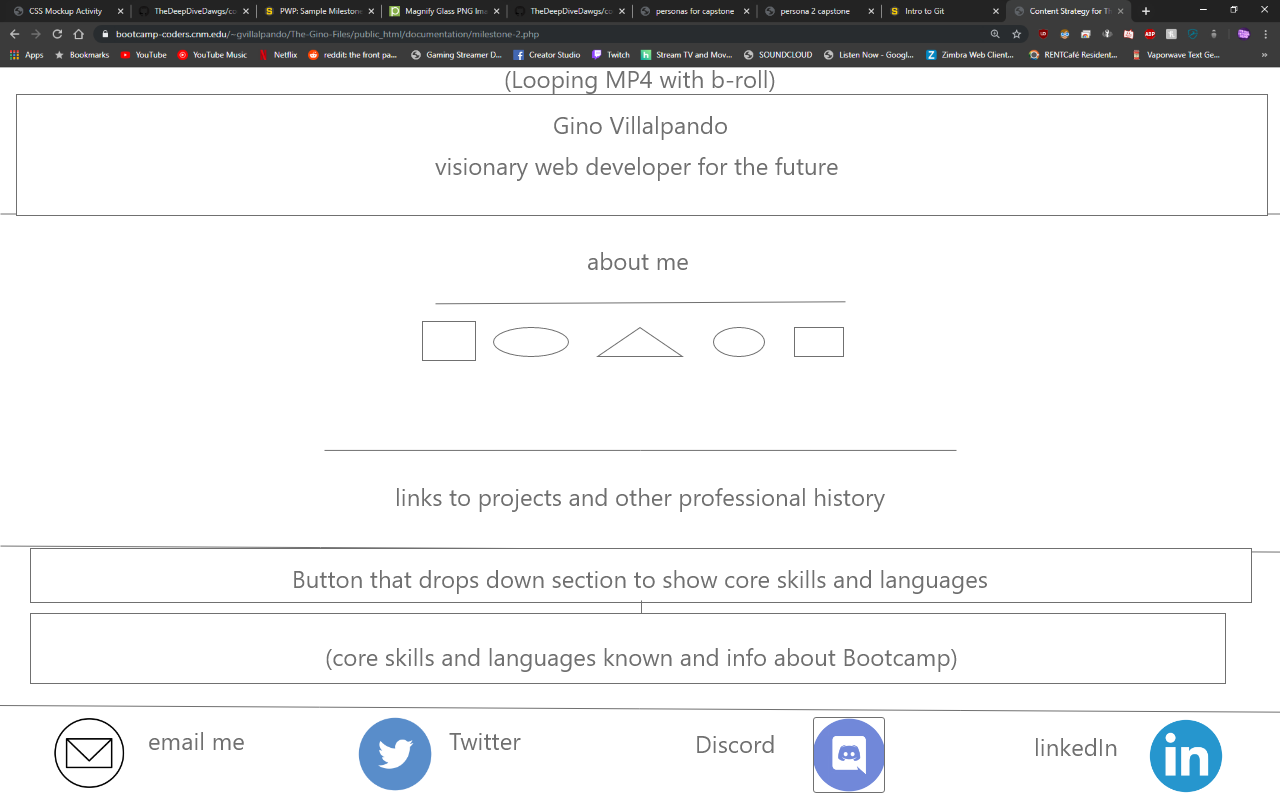 CSS Mockup Activity
TheDeepDiveDawgs/co
PWP: Sample Milestone
Magnify Glass PNG Ima
TheDeepDiveDawgs/co
personas for capstone
persona 2 capstone
Intro to Git
Content Strategy for Th
bootcamp-coders.cnm.edu/~gvillalpando/The-Gino-Files/public_html/documentation/milestone-2.php
Apps
Bookmarks
YouTube
YouTube Music
Netflix
reddit: the front pa...
Gaming Streamer D...
Creator Studio
Twitch
Stream TV and Mov...
SOUNDCLOUD
Listen Now - Googl...
Zimbra Web Client...
RENTCafé Resident...
Vaporwave Text Ge...
(Looping MP4 with b-roll)
Gino Villalpando
visionary web developer for the future
about me
links to projects and other professional history
Button that drops down section to show core skills and languages
(core skills and languages known and info about Bootcamp)
email me
Twitter
Discord
linkedIn
in